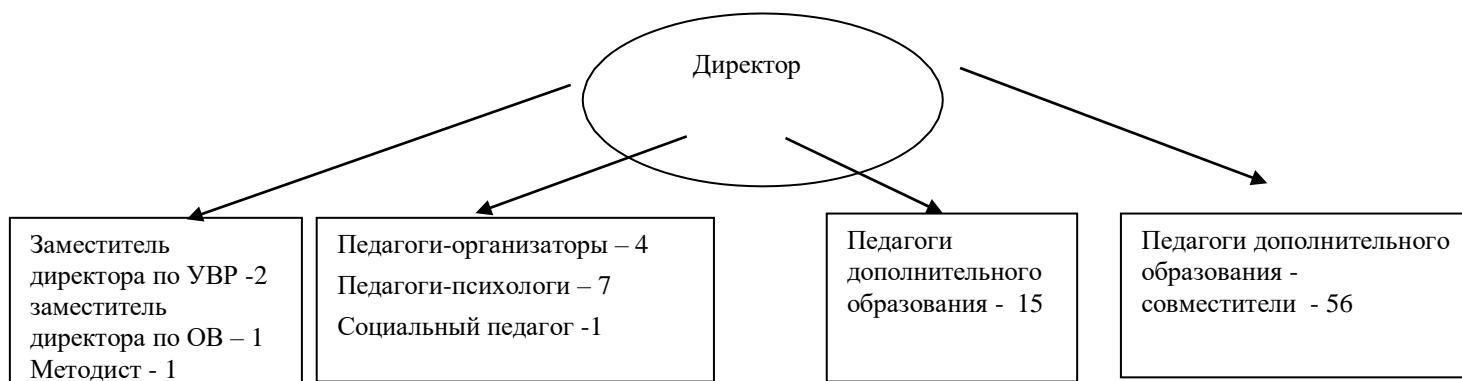 Директор
Заместитель
директора по УВР -2
заместитель
директора по ОВ – 1
Методист - 1
Педагоги-организаторы – 4
Педагоги-психологи – 7
Социальный педагог -1
Педагоги
дополнительного
образования - 15
Педагоги дополнительного
образования -
совместители - 56